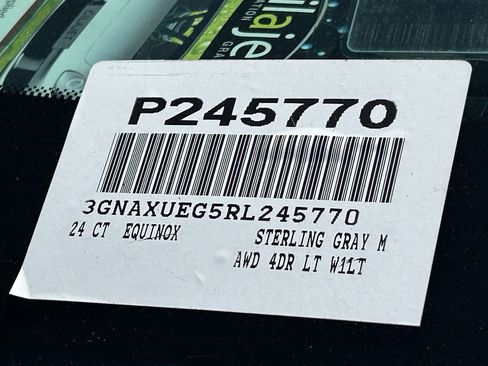 P245770
3GNAXUEG5RL245770
24 CT EQUINOX STERLING GRAY M
AWD 4DR LT W1LT